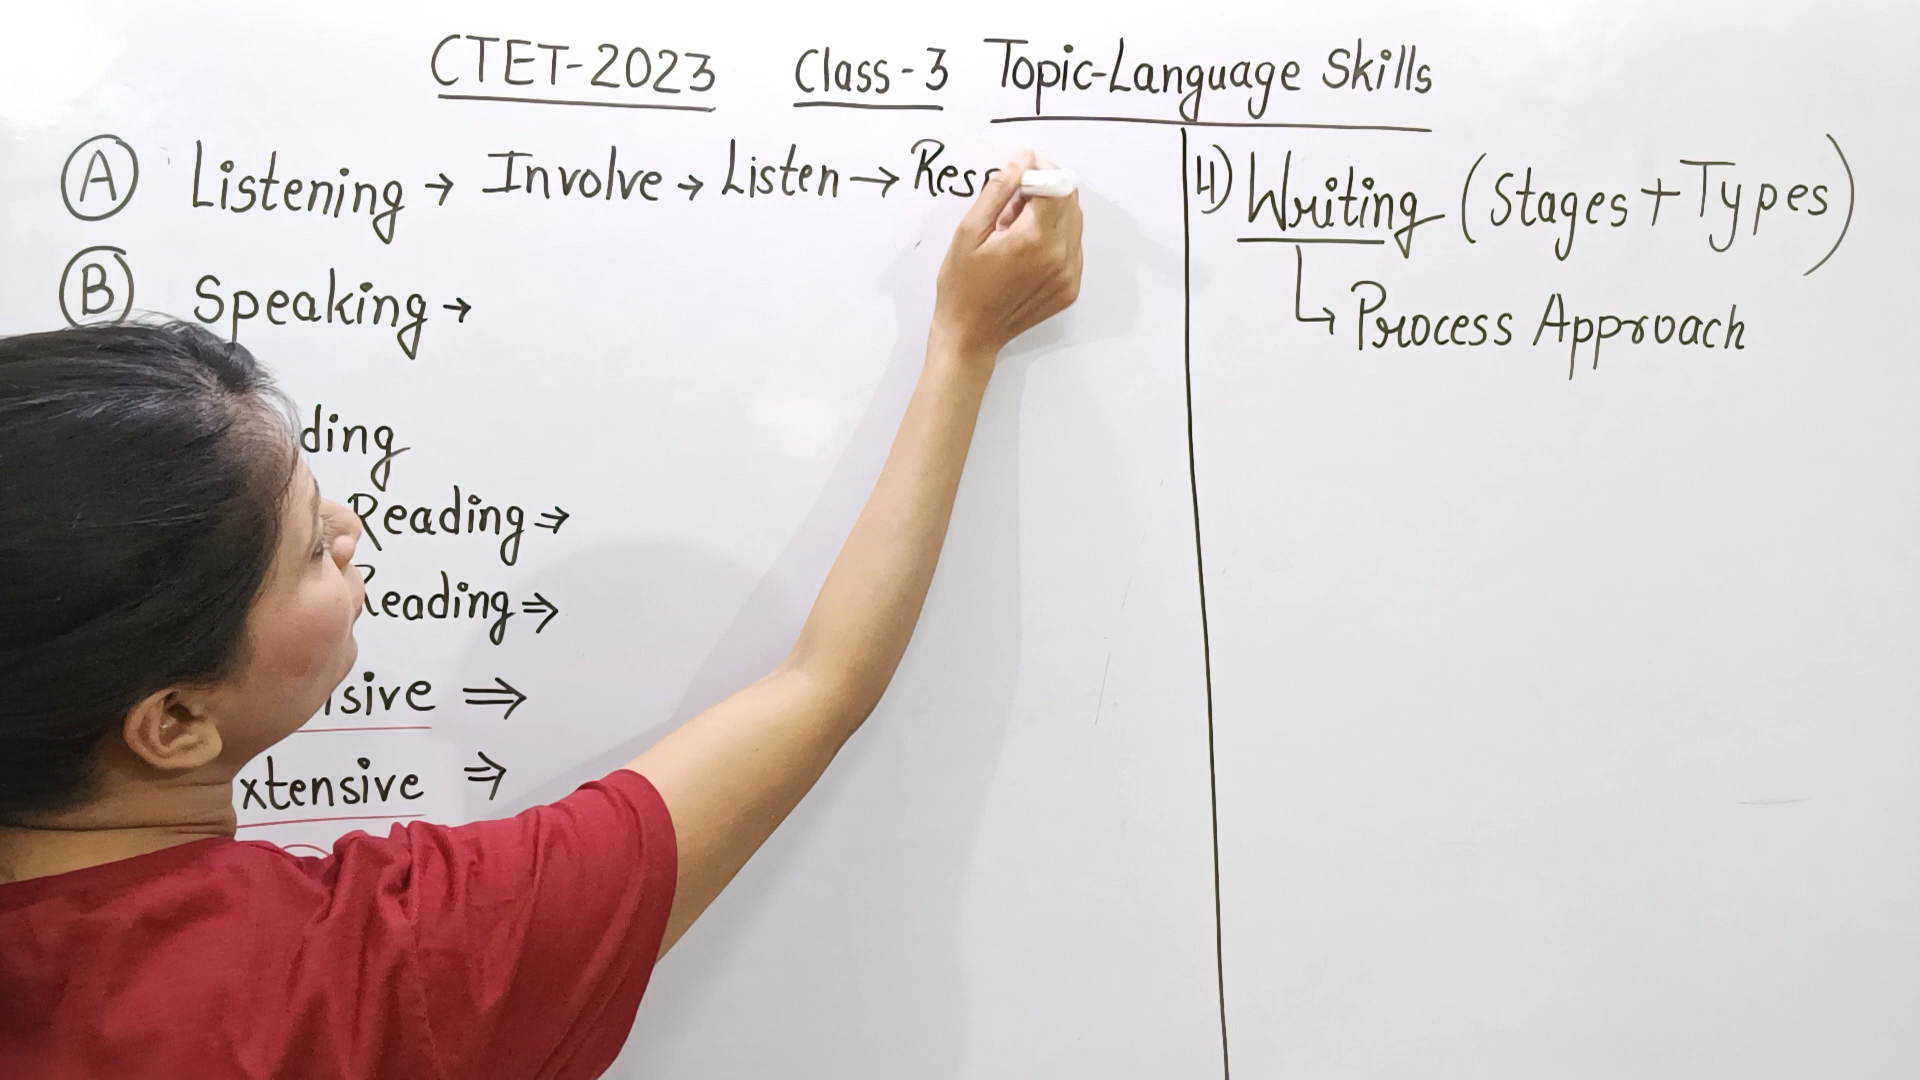 CTET-2023 Class-3 Topic-Language Skills
A Listening → Involve → Listen → Res
B Speaking →
ding
Reading ⇒
Reading ⇒
sive ⇒
xtensive ⇒
4) Writing (Stages + Types)
↳ Process Approach